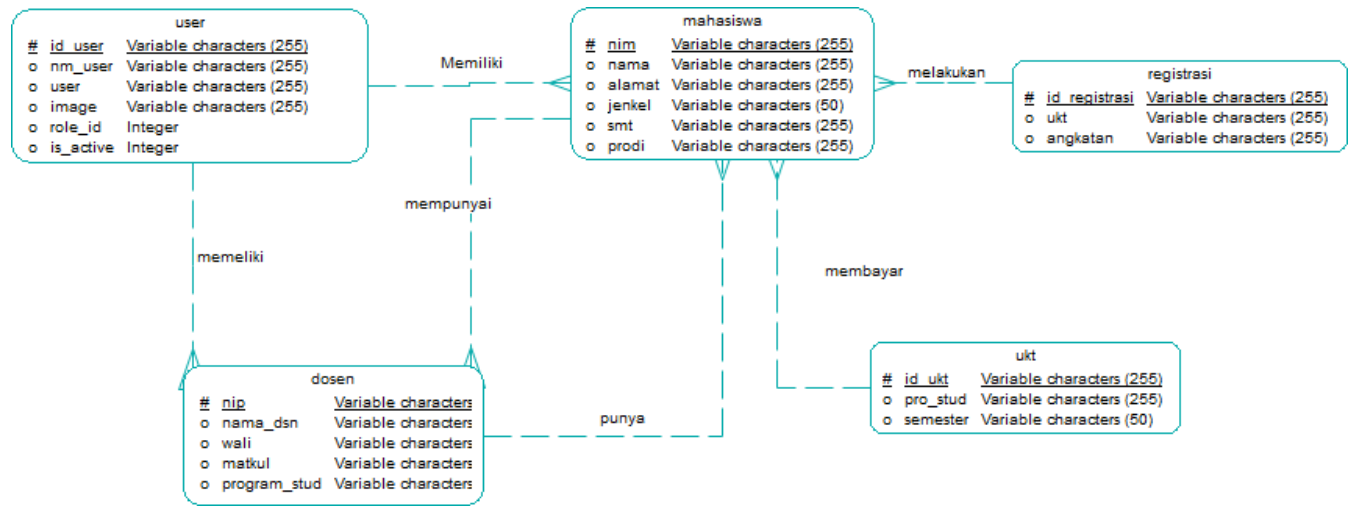 user
# id_user Variable characters (255)
o nm_user Variable characters (255)
o user Variable characters (255)
o image Variable characters (255)
o role_id Integer
o is_active Integer
Memiliki
mahasiswa
# nim Variable characters (255)
o nama Variable characters (255)
o alamat Variable characters (255)
o jenkel Variable characters (50)
o smt Variable characters (255)
o prodi Variable characters (255)
melakukan
registrasi
# id_registrasi Variable characters (255)
o ukt Variable characters (255)
o angkatan Variable characters (255)
mempunyai
memeliki
membayar
dosen
# nip Variable characters
o nama_dsn Variable characters
o wali Variable characters
o matkul Variable characters
o program_stud Variable characters
punya
ukt
# id_ukt Variable characters (255)
o pro_stud Variable characters (255)
o semester Variable characters (50)